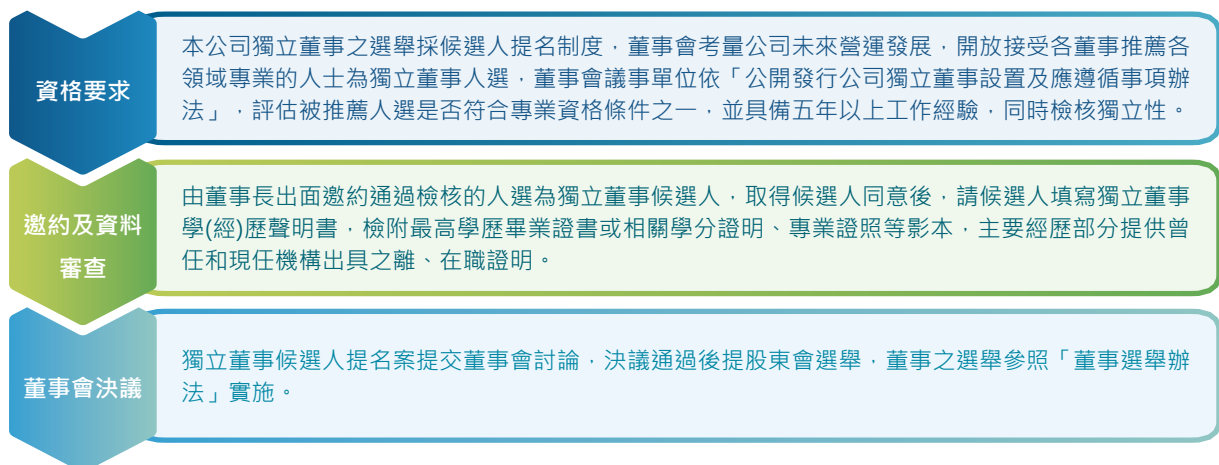 資格要求
本公司獨立董事之選舉採候選人提名制度，董事會考量公司未來營運發展，開放接受各董事推薦各
領域專業的人士為獨立董事人選，董事會議事單位依「公開發行公司獨立董事設置及應遵循事項辦
法」，評估被推薦人選是否符合專業資格條件之一，並具備五年以上工作經驗，同時檢核獨立性。
邀約及資料
審查
由董事長出面邀約通過檢核的人選為獨立董事候選人，取得候選人同意後，請候選人填寫獨立董事
學(經)歷聲明書，檢附最高學歷畢業證書或相關學分證明、專業證照等影本，主要經歷部分提供曾
任和現任機構出具之離、在職證明。
董事會決議
獨立董事候選人提名案提交董事會討論，決議通過後提股東會選舉，董事之選舉參照「董事選舉辦
法」實施。